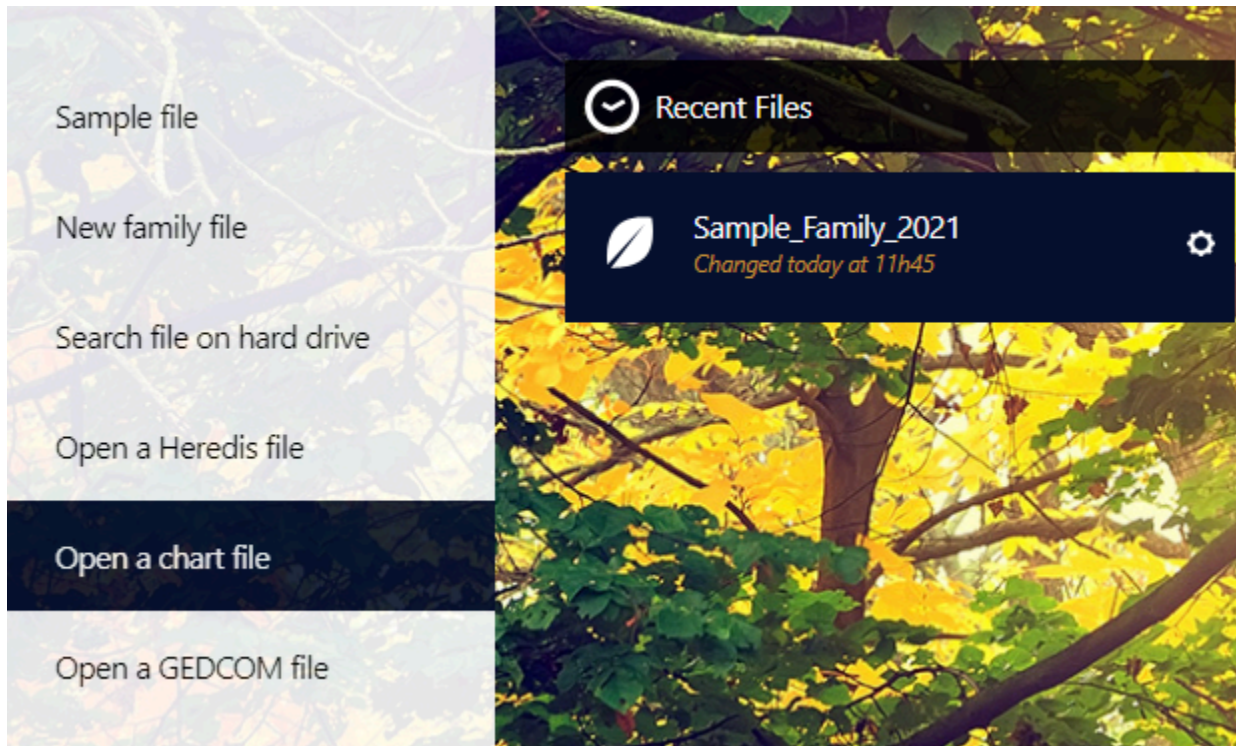 Sample file
New family file
Search file on hard drive
Open a Heredis file
Open a chart file
Open a GEDCOM file
Recent Files
Sample_Family_2021
Changed today at 11h45